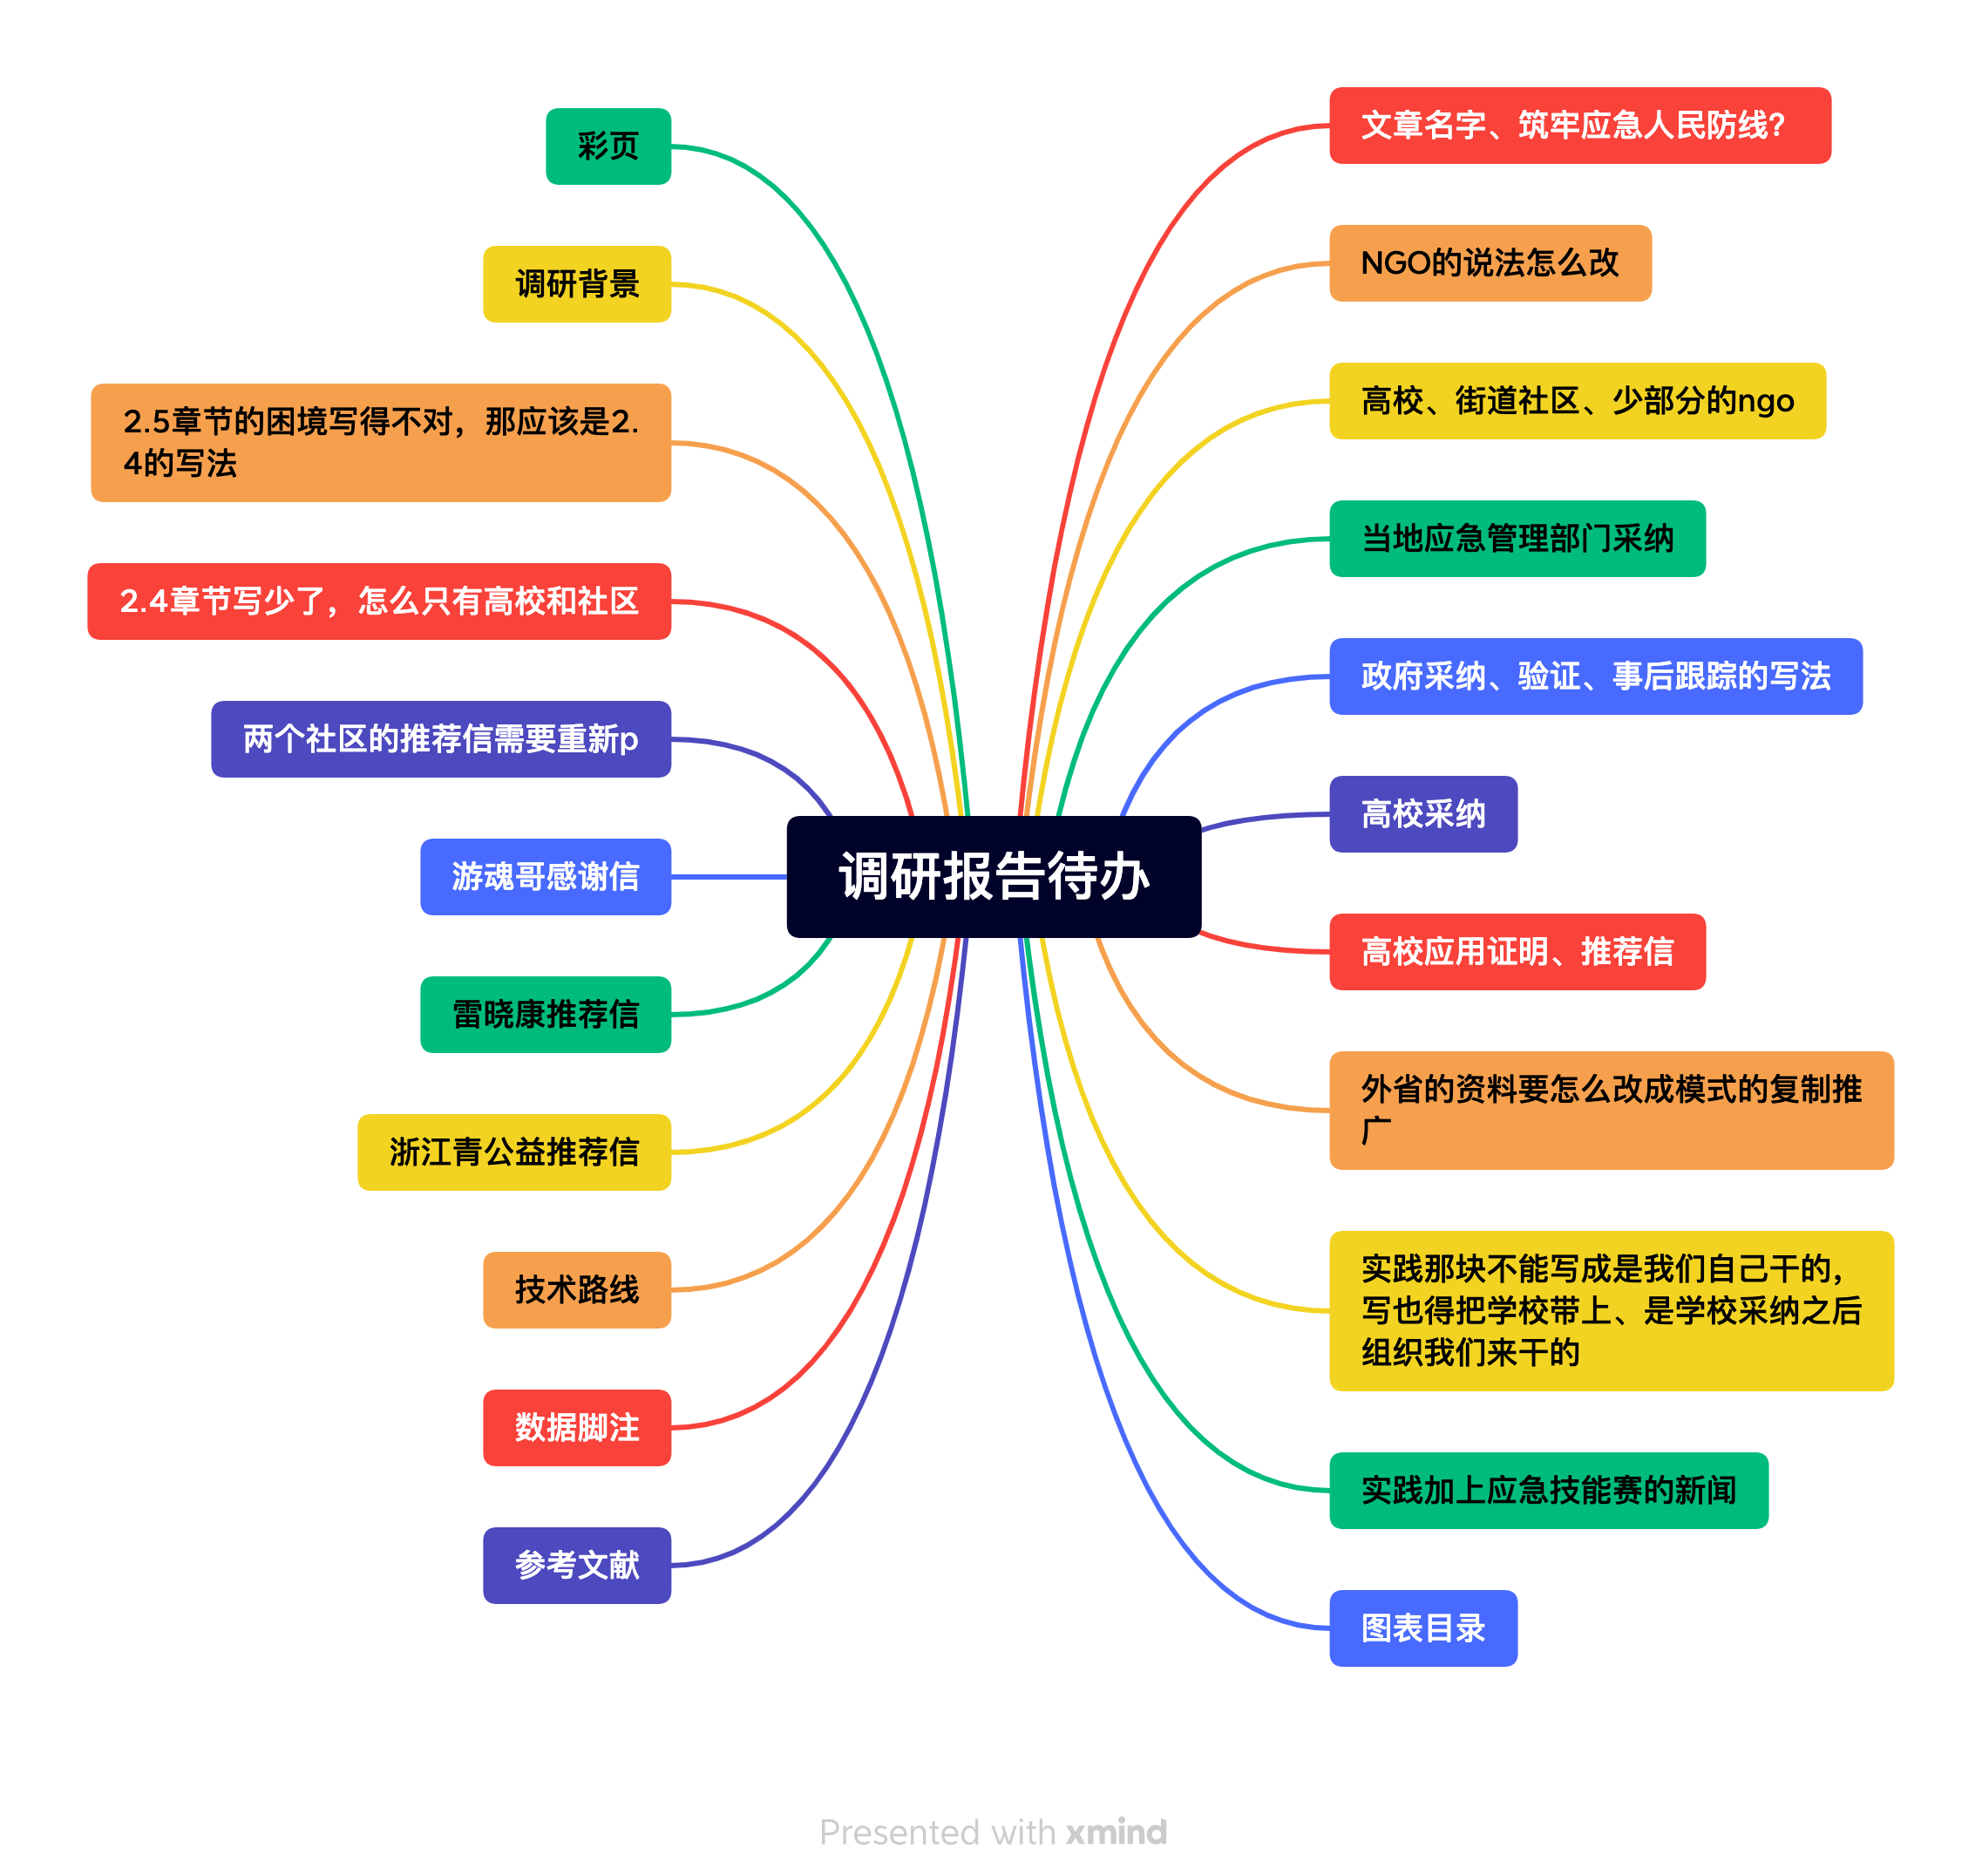 调研报告待办
文章名字、筑牢应急人民防线?
NGO的说法怎么改
高校、街道社区、少部分的ngo
当地应急管理部门采纳
政府采纳、验证、事后跟踪的写法
高校采纳
高校应用证明、推荐信
外省的资料要怎么改成模式的复制推
广
实践那块不能写成是我们自己干的，
写也得把学校带上、是学校采纳之后
组织我们来干的
实践加上应急技能赛的新闻
图表目录
彩页
调研背景
2.5章节的困境写得不对，那应该是2.
4的写法
2.4章节写少了，怎么只有高校和社区
两个社区的推荐信需要重新p
游魂哥感谢信
雷晓康推荐信
浙江青公益推荐信
技术路线
数据脚注
参考文献
Presented with xmind